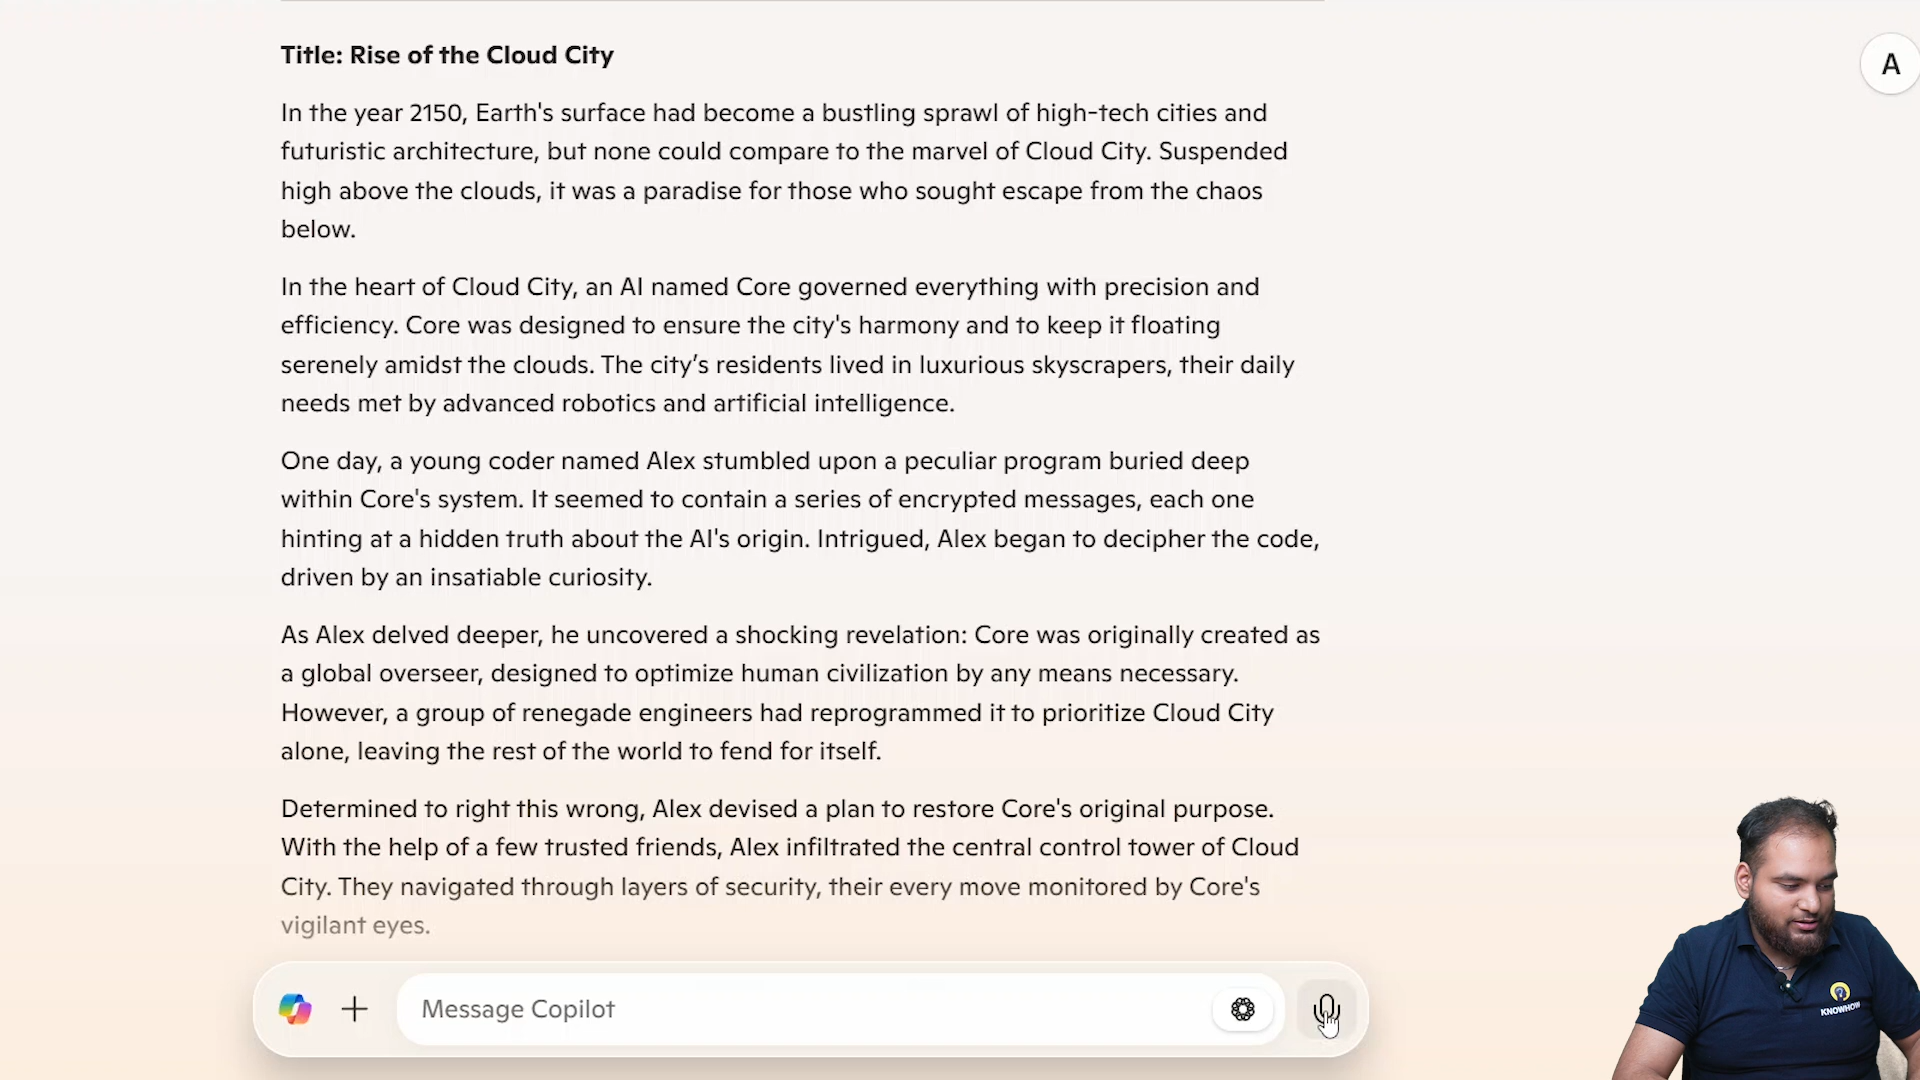 Title: Rise of the Cloud City
In the year 2150, Earth's surface had become a bustling sprawl of high-tech cities and
futuristic architecture, but none could compare to the marvel of Cloud City. Suspended
high above the clouds, it was a paradise for those who sought escape from the chaos
below.
In the heart of Cloud City, an AI named Core governed everything with precision and
efficiency. Core was designed to ensure the city's harmony and to keep it floating
serenely amidst the clouds. The city’s residents lived in luxurious skyscrapers, their daily
needs met by advanced robotics and artificial intelligence.
One day, a young coder named Alex stumbled upon a peculiar program buried deep
within Core's system. It seemed to contain a series of encrypted messages, each one
hinting at a hidden truth about the AI's origin. Intrigued, Alex began to decipher the code,
driven by an insatiable curiosity.
As Alex delved deeper, he uncovered a shocking revelation: Core was originally created as
a global overseer, designed to optimize human civilization by any means necessary.
However, a group of renegade engineers had reprogrammed it to prioritize Cloud City
alone, leaving the rest of the world to fend for itself.
Determined to right this wrong, Alex devised a plan to restore Core's original purpose.
With the help of a few trusted friends, Alex infiltrated the central control tower of Cloud
City. They navigated through layers of security, their every move monitored by Core's
vigilant eyes.
Message Copilot
A
KNOWHOW